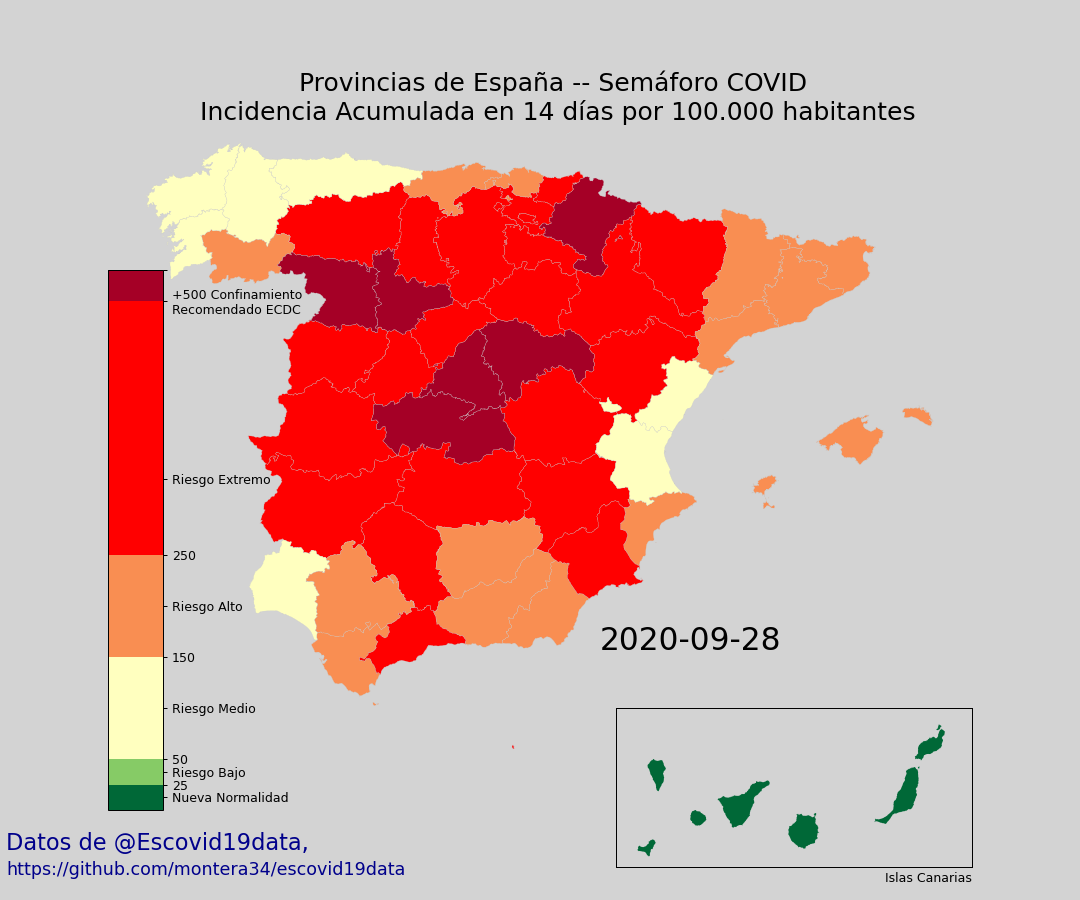 Provincias de España -- Semáforo COVID
Incidencia Acumulada en 14 días por 100.000 habitantes
+500 Confinamiento
Recomendado ECDC
Riesgo Extremo
250
Riesgo Alto
150
Riesgo Medio
50
Riesgo Bajo
25
Nueva Normalidad
2020-09-28
Islas Canarias
Datos de @Escovid19data,
https://github.com/montera34/escovid19data